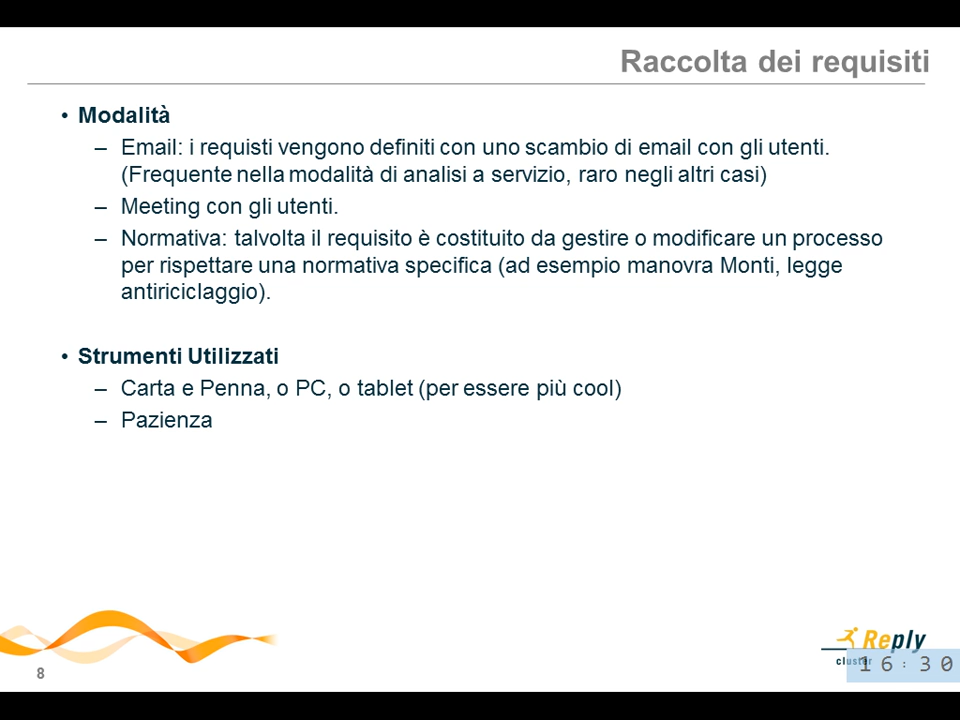 Raccolta dei requisiti
• Modalità
– Email: i requisti vengono definiti con uno scambio di email con gli utenti.
(Frequente nella modalità di analisi a servizio, raro negli altri casi)
– Meeting con gli utenti.
– Normativa: talvolta il requisito è costituito da gestire o modificare un processo
per rispettare una normativa specifica (ad esempio manovra Monti, legge
antiriciclaggio).
• Strumenti Utilizzati
– Carta e Penna, o PC, o tablet (per essere più cool)
– Pazienza
Reply
cluster
16:30
8